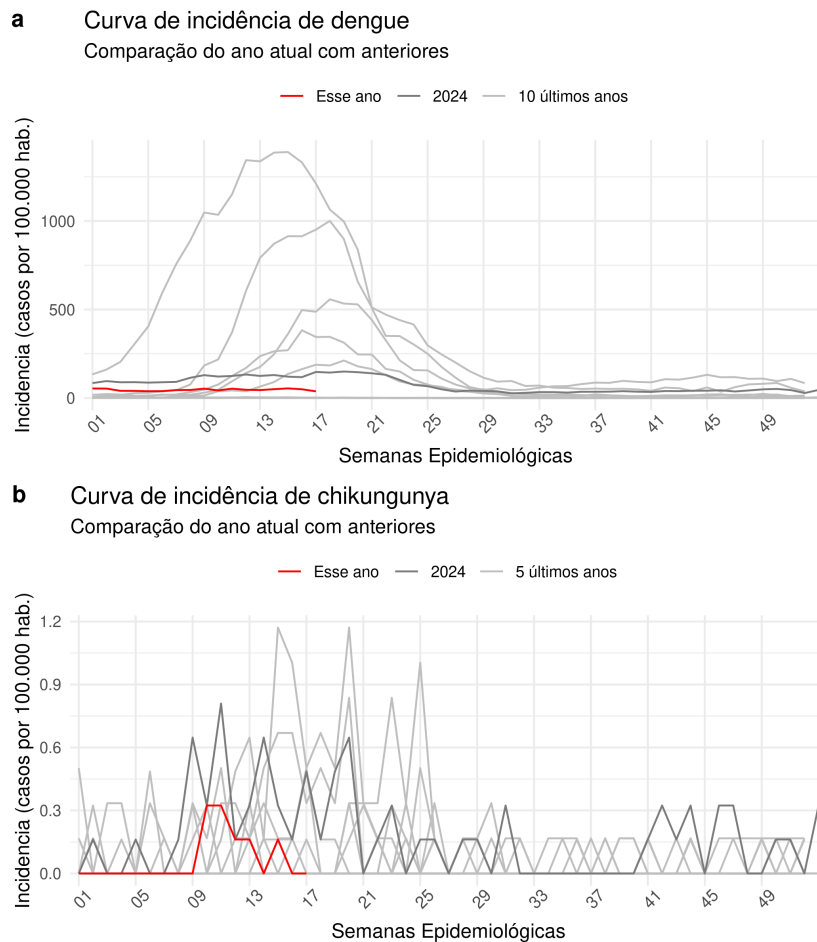 a
Curva de incidência de dengue
Comparação do ano atual com anteriores
Esse ano 2024 10 últimos anos
Incidencia (casos por 100.000 hab.)
1000
500
0
01 05 09 13 17 21 25 29 33 37 41 45 49
Semanas Epidemiológicas
b
Curva de incidência de chikungunya
Comparação do ano atual com anteriores
Esse ano 2024 5 últimos anos
Incidencia (casos por 100.000 hab.)
1.2
0.9
0.6
0.3
0.0
01 05 09 13 17 21 25 29 33 37 41 45 49
Semanas Epidemiológicas